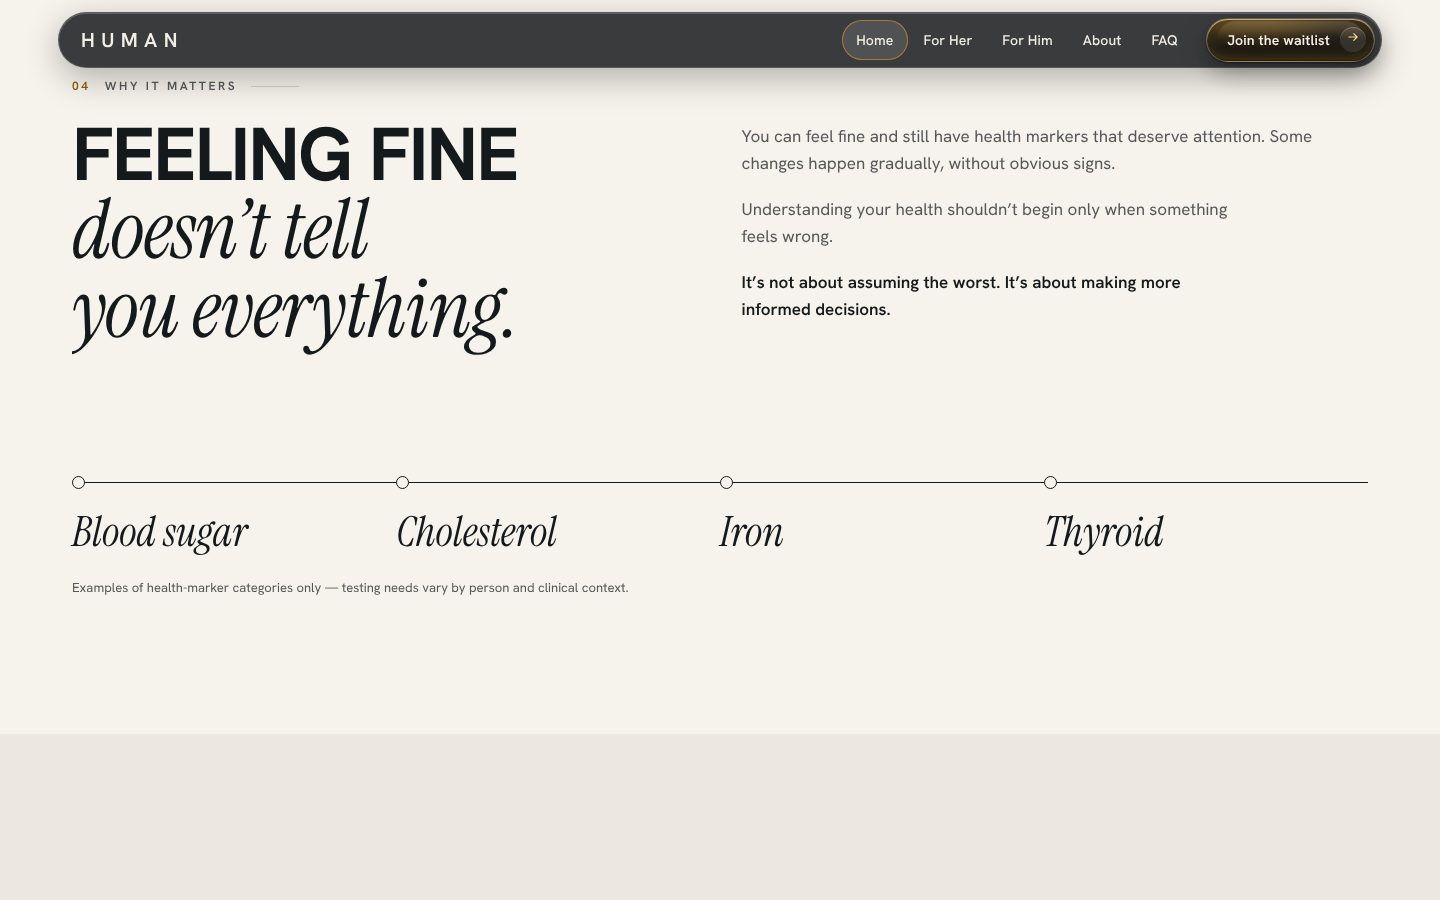 HUMAN
Home
For Her
For Him
About
FAQ
Join the waitlist
04 WHY IT MATTERS
FEELING FINE
doesn’t tell
you everything.
You can feel fine and still have health markers that deserve attention. Some
changes happen gradually, without obvious signs.
Understanding your health shouldn’t begin only when something
feels wrong.
It’s not about assuming the worst. It’s about making more
informed decisions.
Blood sugar
Cholesterol
Iron
Thyroid
Examples of health-marker categories only — testing needs vary by person and clinical context.